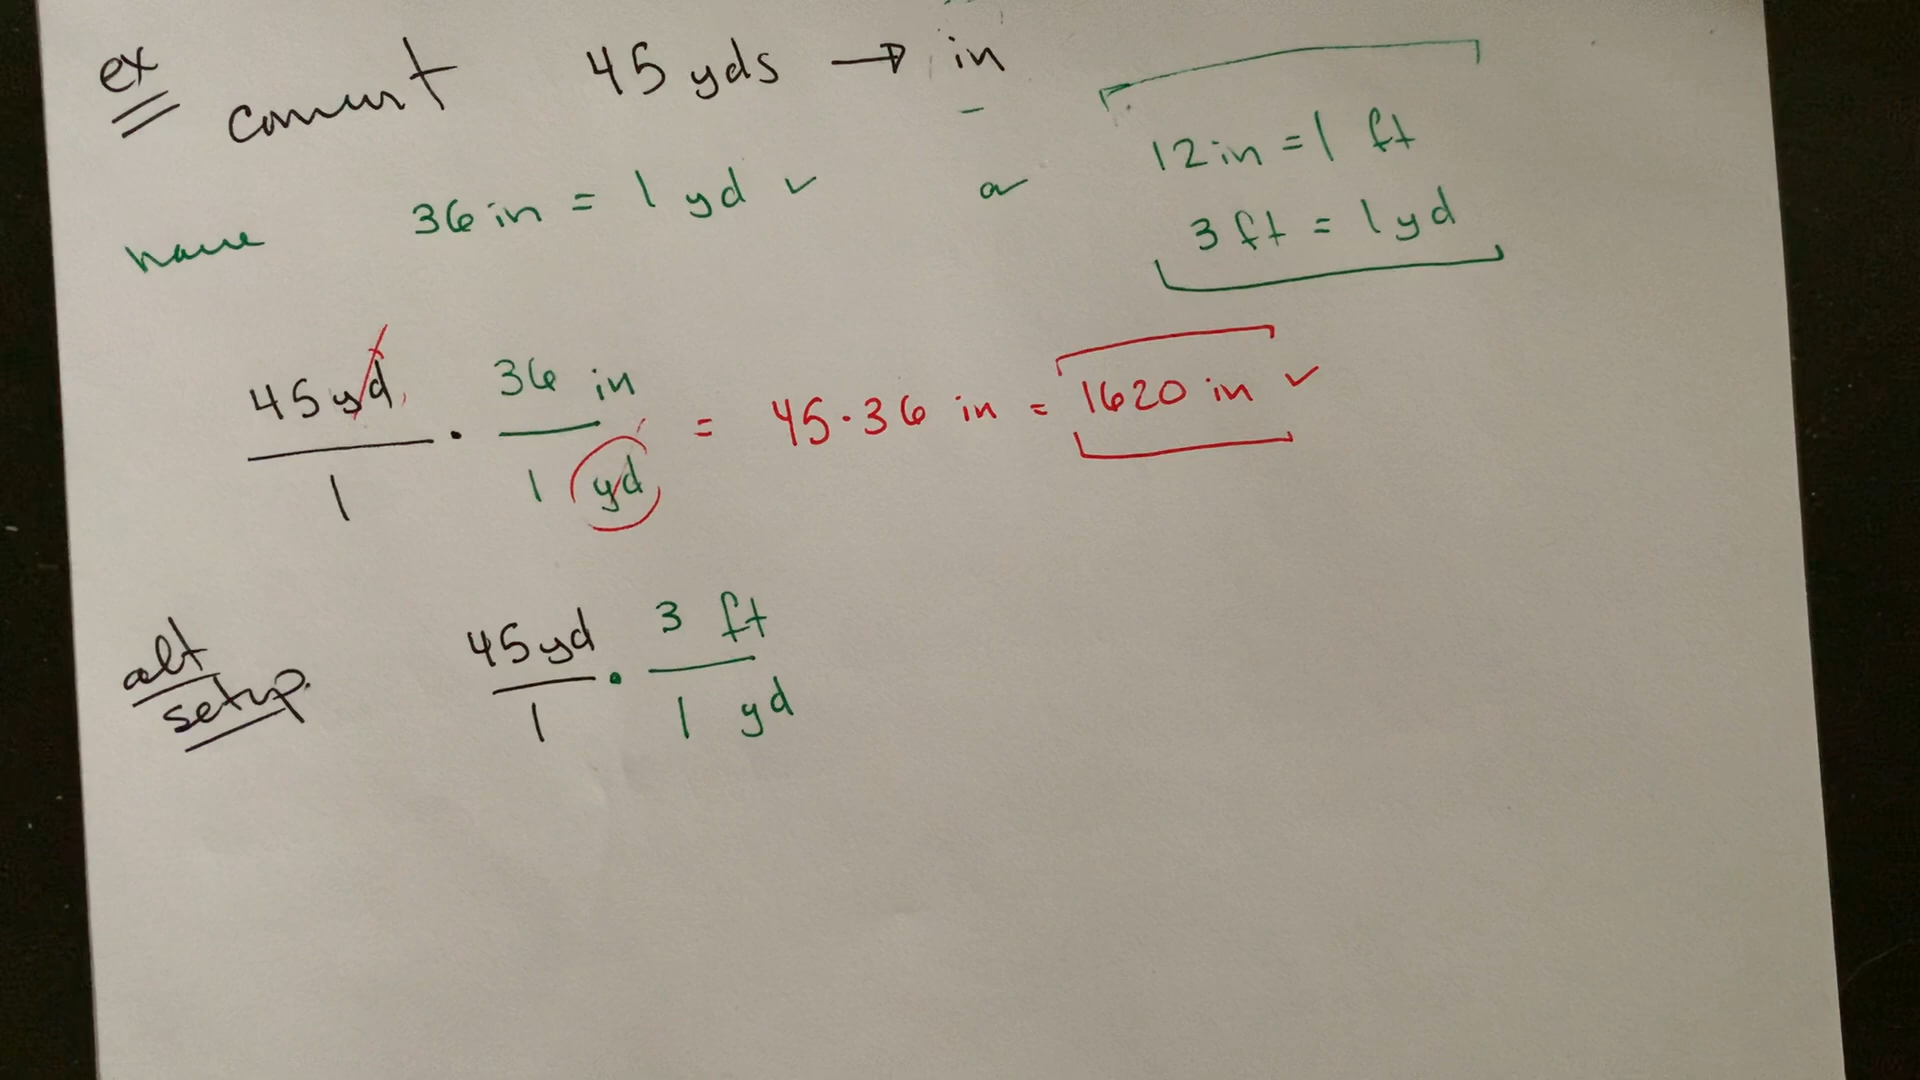 ex convert 45 yds → in
have 36 in = 1 yd ✓ or 12 in = 1 ft
3 ft = 1 yd
45 yd / 1 · 36 in / 1 yd = 45 · 36 in = 1620 in ✓
alt setup. 45 yd / 1 · 3 ft / 1 yd